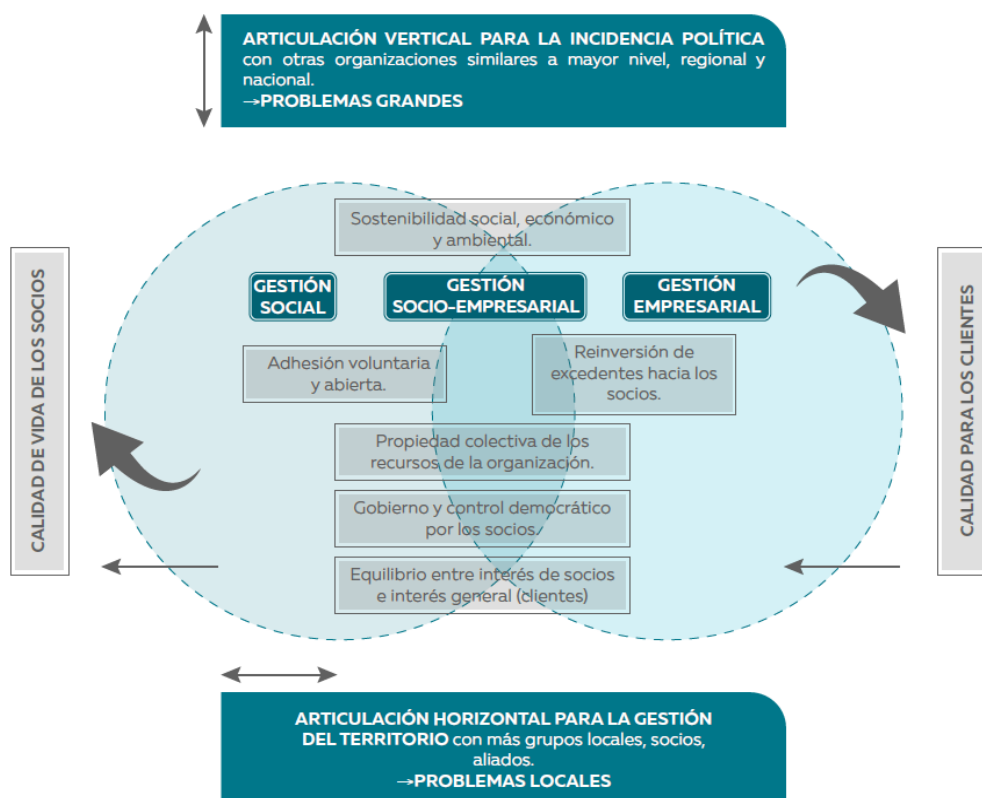 ARTICULACIÓN VERTICAL PARA LA INCIDENCIA POLÍTICA
con otras organizaciones similares a mayor nivel, regional y
nacional.
→PROBLEMAS GRANDES
Sostenibilidad social, económico
y ambiental.
CALIDAD DE VIDA DE LOS SOCIOS
GESTIÓN
SOCIAL
GESTIÓN
SOCIO-EMPRESARIAL
GESTIÓN
EMPRESARIAL
CALIDAD PARA LOS CLIENTES
Adhesión voluntaria
y abierta.
Reinversión de
excedentes hacia los
socios.
Propiedad colectiva de los
recursos de la organización.
Gobierno y control democrático
por los socios.
Equilibrio entre interés de socios
e interés general (clientes)
ARTICULACIÓN HORIZONTAL PARA LA GESTIÓN
DEL TERRITORIO con más grupos locales, socios,
aliados.
→PROBLEMAS LOCALES